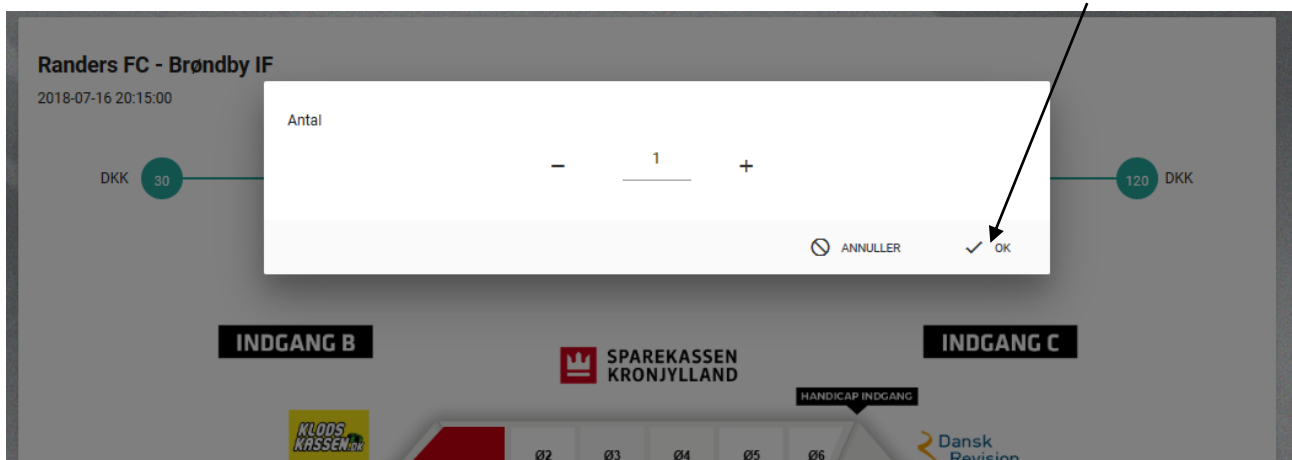 Randers FC - Brøndby IF
2018-07-16 20:15:00
Antal
− 1 +
DKK 30
120 DKK
ANNULLER OK
INDGANG B
INDGANG C
SPAREKASSEN
KRONJYLLAND
HANDICAP INDGANG
KLODS
KASSEN.DK
Ø2 Ø3 Ø4 Ø5 Ø6
Dansk
Revision